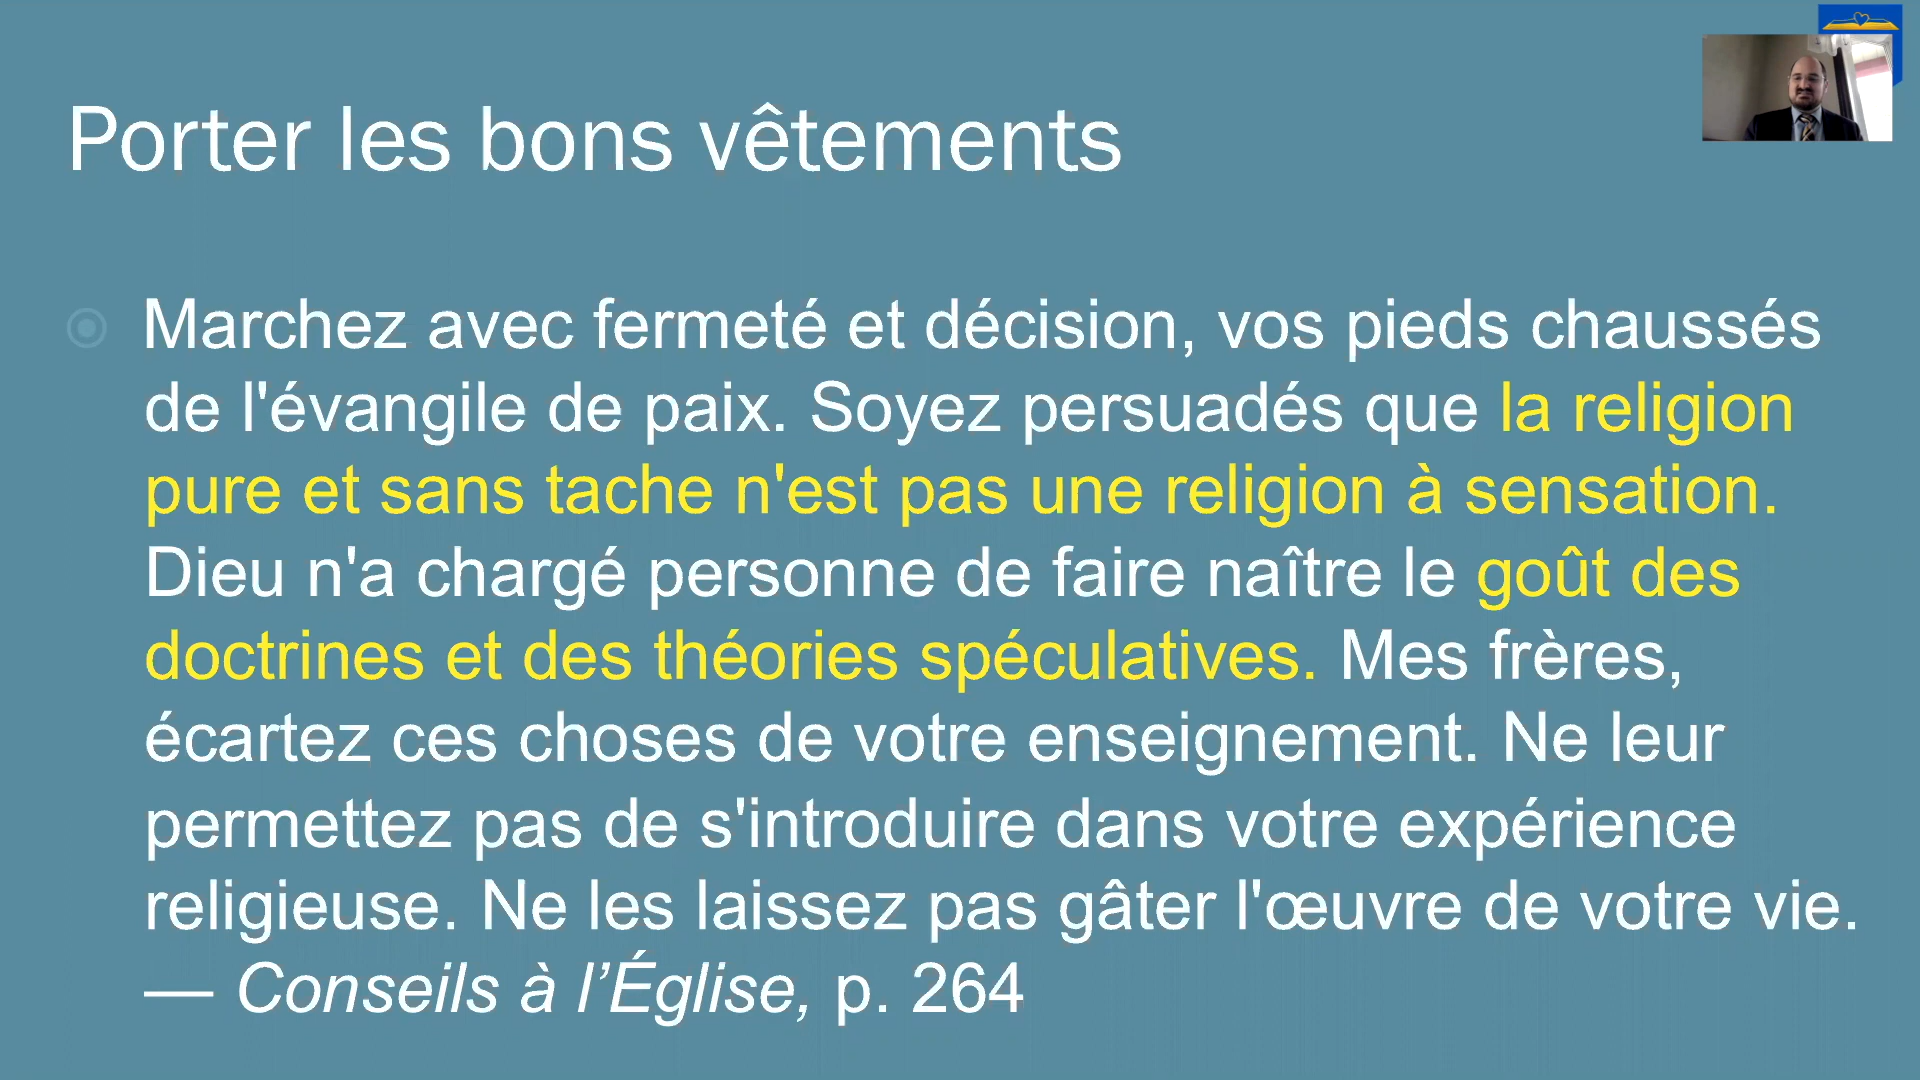 Porter les bons vêtements
Marchez avec fermeté et décision, vos pieds chaussés
de l'évangile de paix. Soyez persuadés que la religion
pure et sans tache n'est pas une religion à sensation.
Dieu n'a chargé personne de faire naître le goût des
doctrines et des théories spéculatives. Mes frères,
écartez ces choses de votre enseignement. Ne leur
permettez pas de s'introduire dans votre expérience
religieuse. Ne les laissez pas gâter l'œuvre de votre vie.
— Conseils à l’Église, p. 264